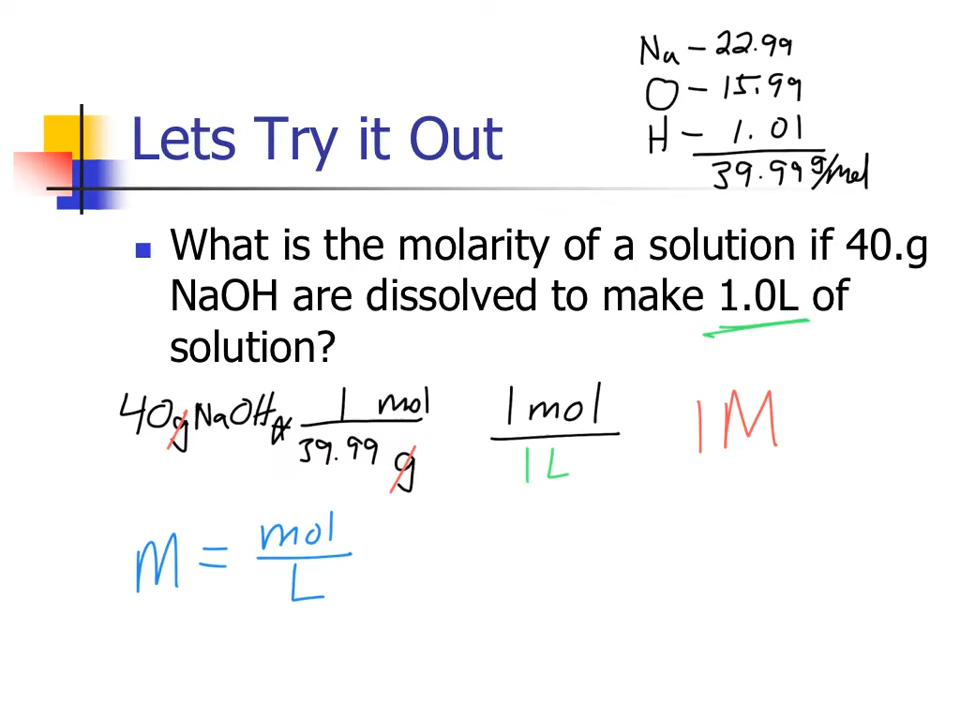 Na - 22.99
O - 15.99
H - 1.01
39.99 g/mol
Lets Try it Out
What is the molarity of a solution if 40.g
NaOH are dissolved to make 1.0L of
solution?
40g NaOH * 1 mol / 39.99 g
1 mol / 1 L
1M
M = mol / L